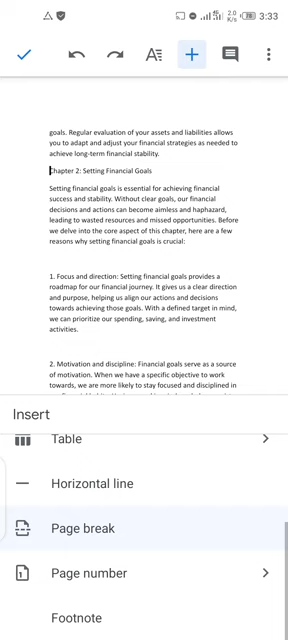 4G 2.0 K/s 3:33
goals. Regular evaluation of your assets and liabilities allows
you to adapt and adjust your financial strategies as needed to
achieve long-term financial stability.
Chapter 2: Setting Financial Goals
Setting financial goals is essential for achieving financial
success and stability. Without clear goals, our financial
decisions and actions can become aimless and haphazard,
leading to wasted resources and missed opportunities. Before
we delve into the core aspect of this chapter, here are a few
reasons why setting financial goals is crucial:
1. Focus and direction: Setting financial goals provides a
roadmap for our financial journey. It gives us a clear direction
and purpose, helping us align our actions and decisions
towards achieving those goals. With a defined target in mind,
we can prioritize our spending, saving, and investment
activities.
2. Motivation and discipline: Financial goals serve as a source
of motivation. When we have a specific objective to work
towards, we are more likely to stay focused and disciplined in
Insert
Table
Horizontal line
Page break
Page number
Footnote